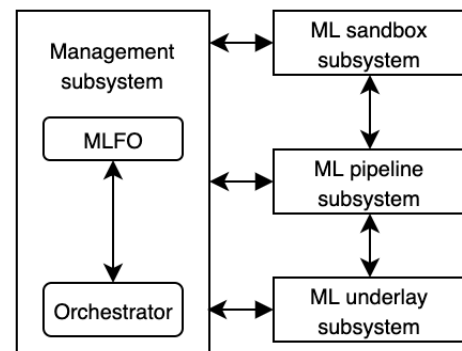 Management
subsystem
MLFO
Orchestrator
ML sandbox
subsystem
ML pipeline
subsystem
ML underlay
subsystem